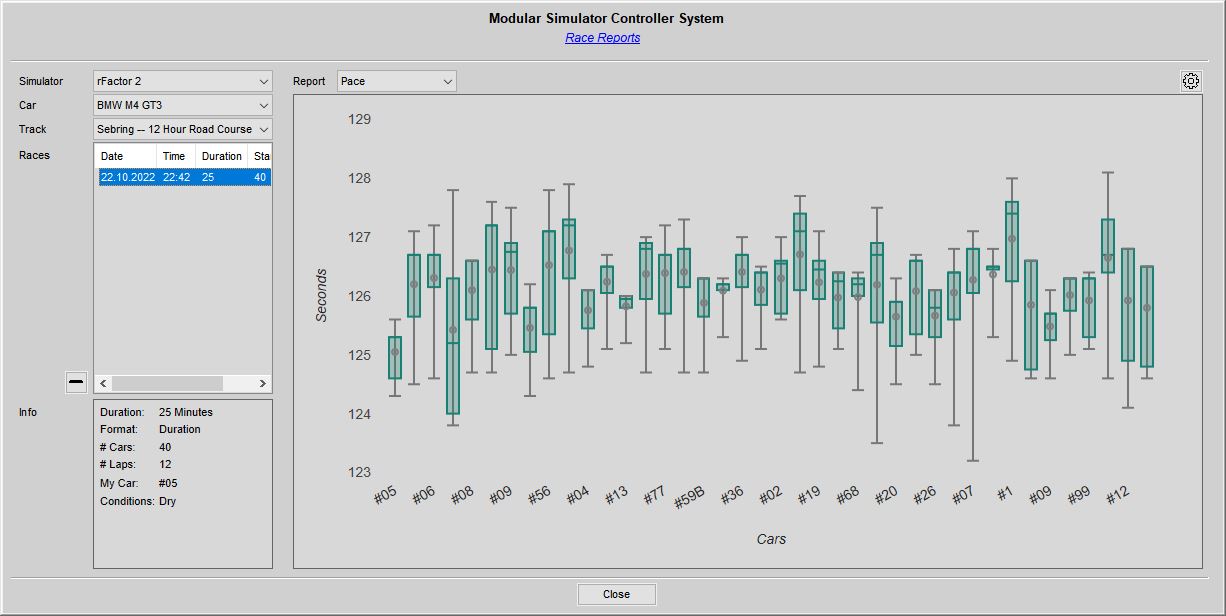 Modular Simulator Controller System
Race Reports
Simulator rFactor 2 Report Pace
Car BMW M4 GT3
Track Sebring -- 12 Hour Road Course
Races
Date Time Duration Sta
22.10.2022 22:42 25 40
Info
Duration: 25 Minutes
Format: Duration
# Cars: 40
# Laps: 12
My Car: #05
Conditions: Dry
Seconds
129
128
127
126
125
124
123
#05 #06 #08 #09 #56 #04 #13 #77 #59B #36 #02 #19 #68 #20 #26 #07 #1 #09 #99 #12
Cars
Close